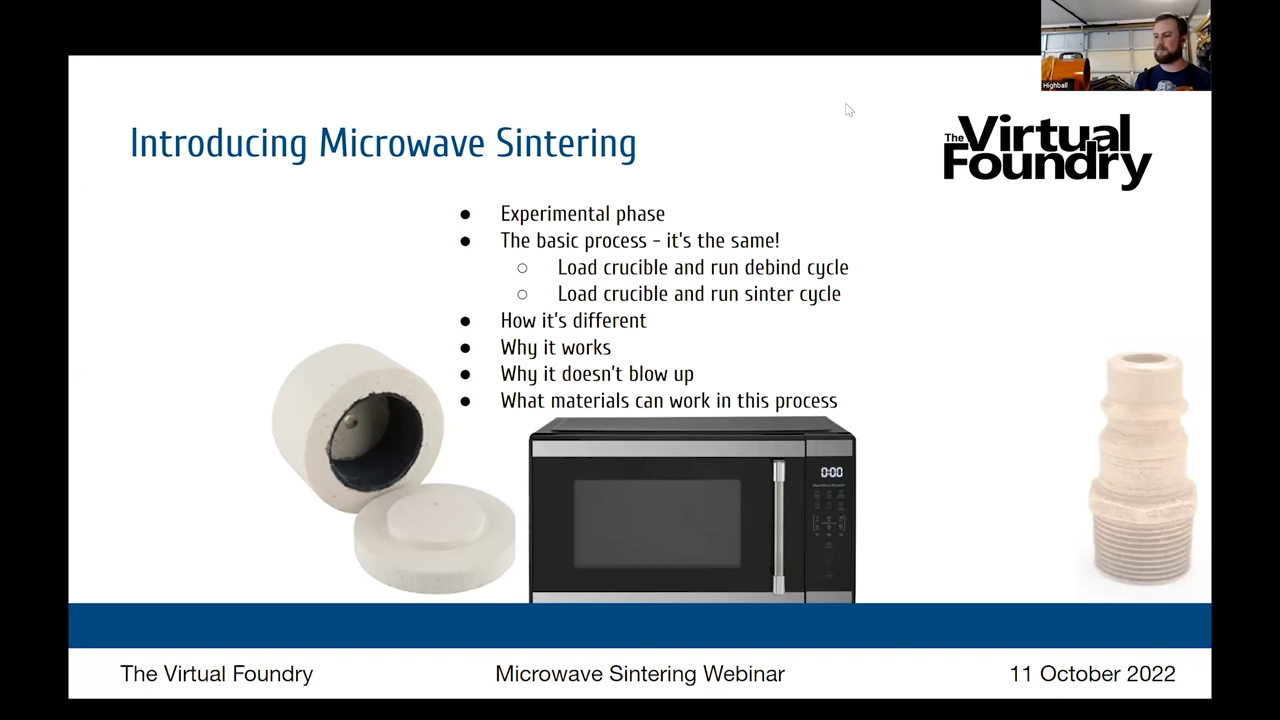 Highball
Introducing Microwave Sintering
The Virtual
Foundry
● Experimental phase
● The basic process - it's the same!
○ Load crucible and run debind cycle
○ Load crucible and run sinter cycle
● How it's different
● Why it works
● Why it doesn't blow up
● What materials can work in this process
0:00
The Virtual Foundry
Microwave Sintering Webinar
11 October 2022